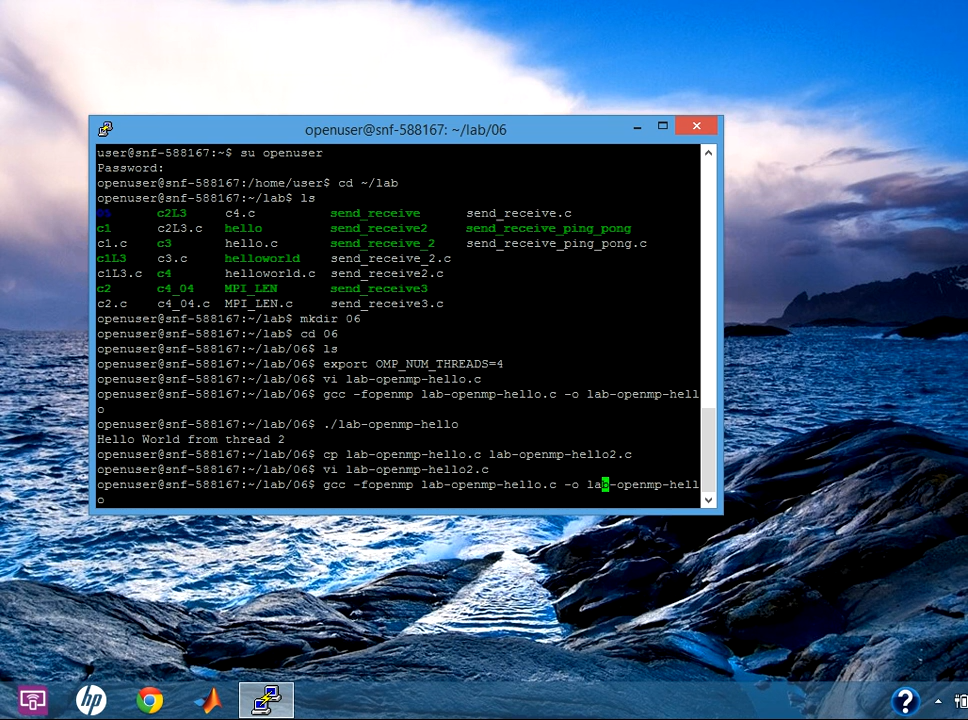 openuser@snf-588167: ~/lab/06
user@snf-588167:~$ su openuser
Password:
openuser@snf-588167:/home/user$ cd ~/lab
openuser@snf-588167:~/lab$ ls
c2L3 c4.c send_receive send_receive.c
c1 c2L3.c hello send_receive2 send_receive_ping_pong
c1.c c3 hello.c send_receive_2 send_receive_ping_pong.c
c1L3 c3.c helloworld send_receive_2.c
c1L3.c c4 helloworld.c send_receive2.c
c2 c4_04 MPI_LEN send_receive3
c2.c c4_04.c MPI_LEN.c send_receive3.c
openuser@snf-588167:~/lab$ mkdir 06
openuser@snf-588167:~/lab$ cd 06
openuser@snf-588167:~/lab/06$ ls
openuser@snf-588167:~/lab/06$ export OMP_NUM_THREADS=4
openuser@snf-588167:~/lab/06$ vi lab-openmp-hello.c
openuser@snf-588167:~/lab/06$ gcc -fopenmp lab-openmp-hello.c -o lab-openmp-hell
o
openuser@snf-588167:~/lab/06$ ./lab-openmp-hello
Hello World from thread 2
openuser@snf-588167:~/lab/06$ cp lab-openmp-hello.c lab-openmp-hello2.c
openuser@snf-588167:~/lab/06$ vi lab-openmp-hello2.c
openuser@snf-588167:~/lab/06$ gcc -fopenmp lab-openmp-hello.c -o lab-openmp-hell
o
hp
?